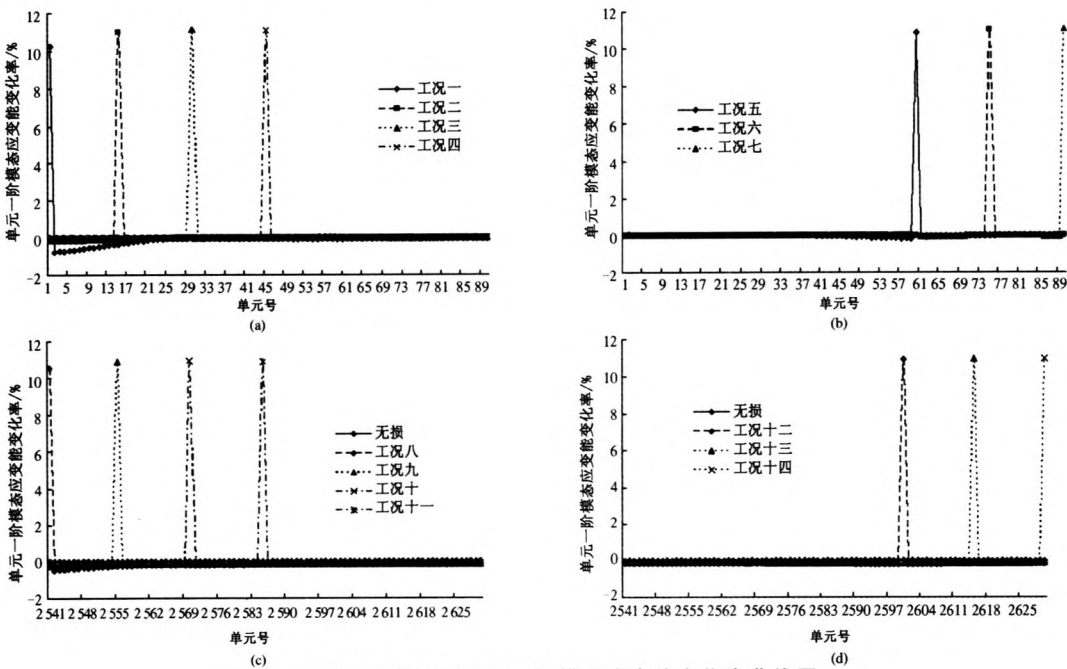 单元一阶模态应变能变化率/%
12
10
8
6
4
2
0
-2
工况一
工况二
工况三
工况四
1 5 9 13 17 21 25 29 33 37 41 45 49 53 57 61 65 69 73 77 81 85 89
单元号
(a)
单元一阶模态应变能变化率/%
12
10
8
6
4
2
0
-2
工况五
工况六
工况七
1 5 9 13 17 21 25 29 33 37 41 45 49 53 57 61 65 69 73 77 81 85 89
单元号
(b)
单元一阶模态应变能变化率/%
12
10
8
6
4
2
0
-2
无损
工况八
工况九
工况十
工况十一
2 541 2 548 2 555 2 562 2 569 2 576 2 583 2 590 2 597 2 604 2 611 2 618 2 625
单元号
(c)
单元一阶模态应变能变化率/%
12
10
8
6
4
2
0
-2
无损
工况十二
工况十三
工况十四
2541 2548 2555 2562 2569 2576 2583 2590 2597 2604 2611 2618 2625
单元号
(d)